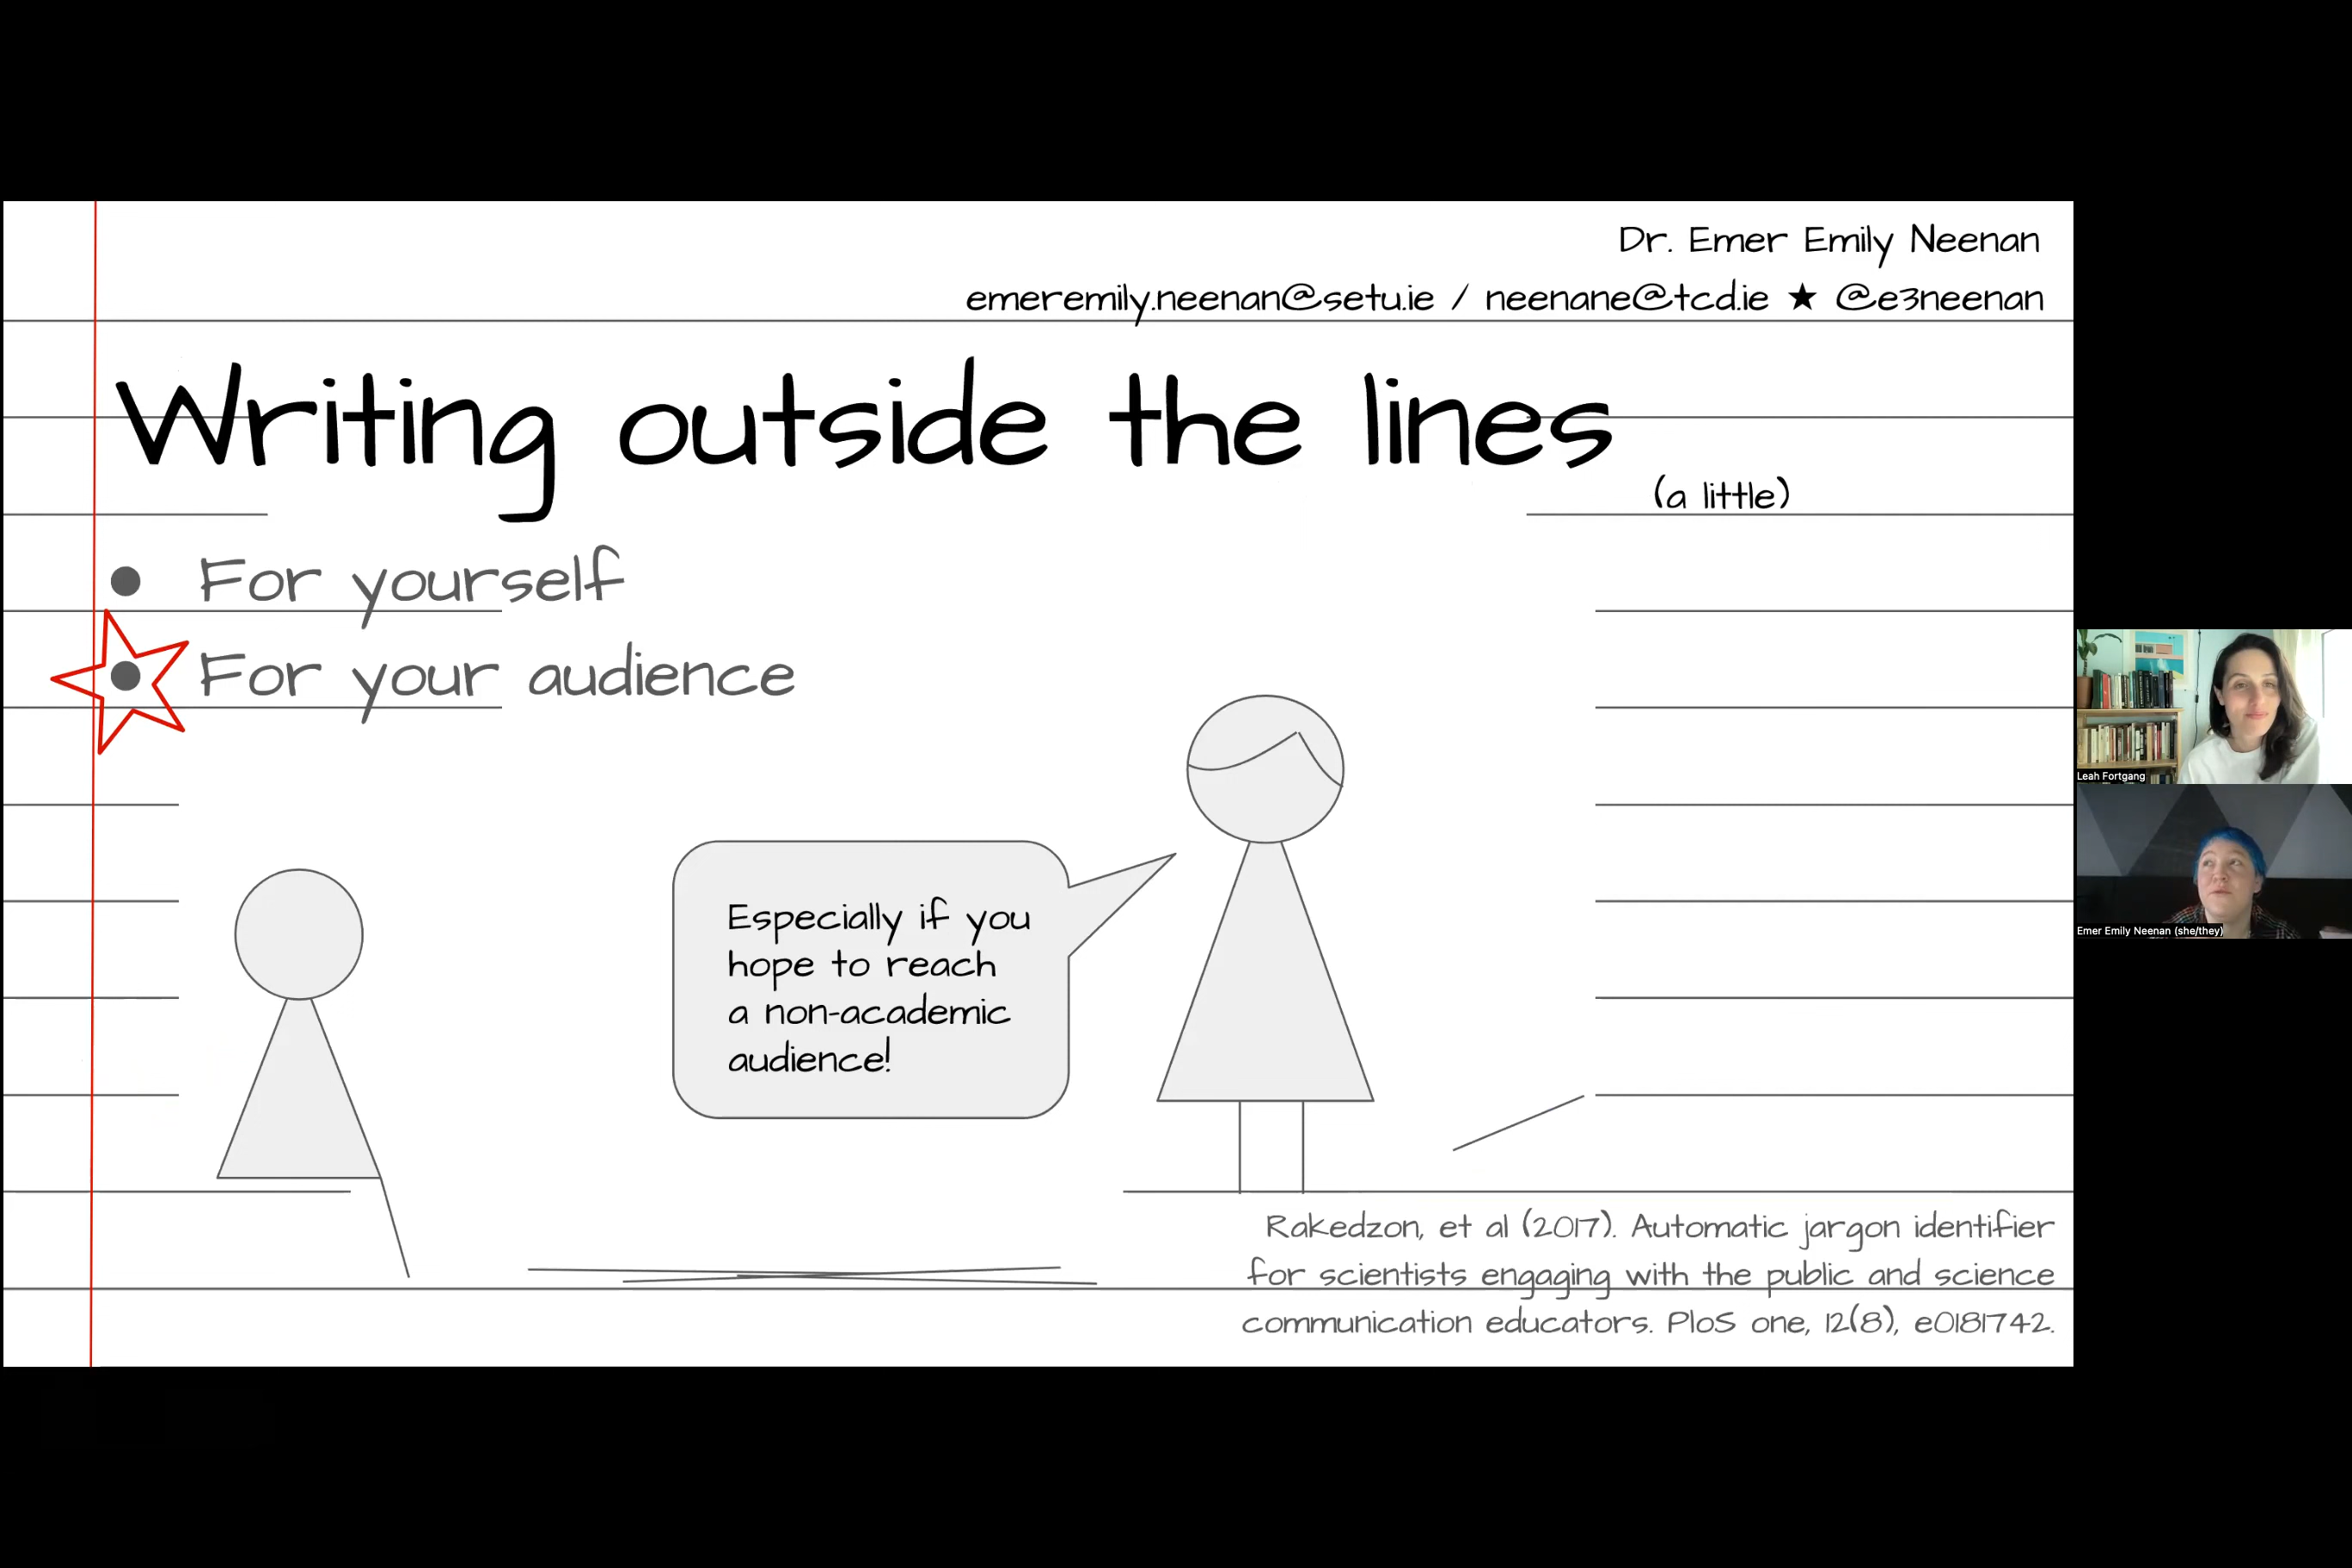 Dr. Emer Emily Neenan
emeremily.neenan@setu.ie / neenane@tcd.ie ★ @e3neenan
Writing outside the lines
(a little)
● For yourself
● For your audience
Especially if you
hope to reach
a non-academic
audience!
Rakedzon, et al (2017). Automatic jargon identifier
for scientists engaging with the public and science
communication educators. PloS one, 12(8), e0181742.
Leah Fortgang
Emer Emily Neenan (she/they)